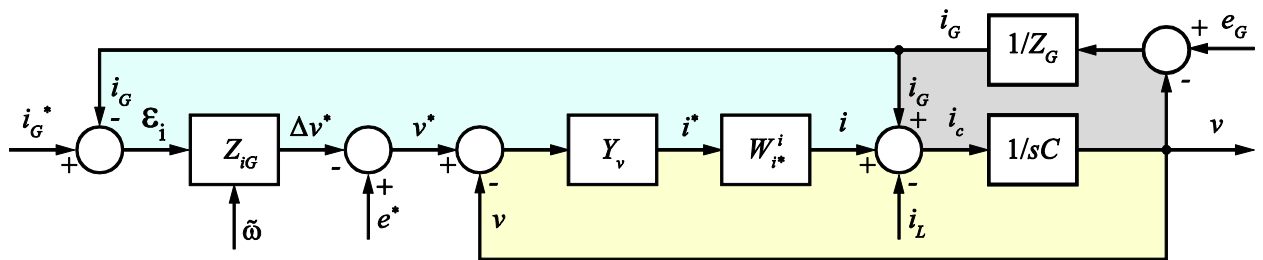 i_G
1/Z_G
+
e_G
-
i_G
-
i_G^*
+
ε_i
Z_iG
Δv^*
-
+
e^*
v^*
+
-
v
Y_v
i^*
W_i*^i
i
+
i_G
+
-
i_L
i_c
1/sC
v
ω̃